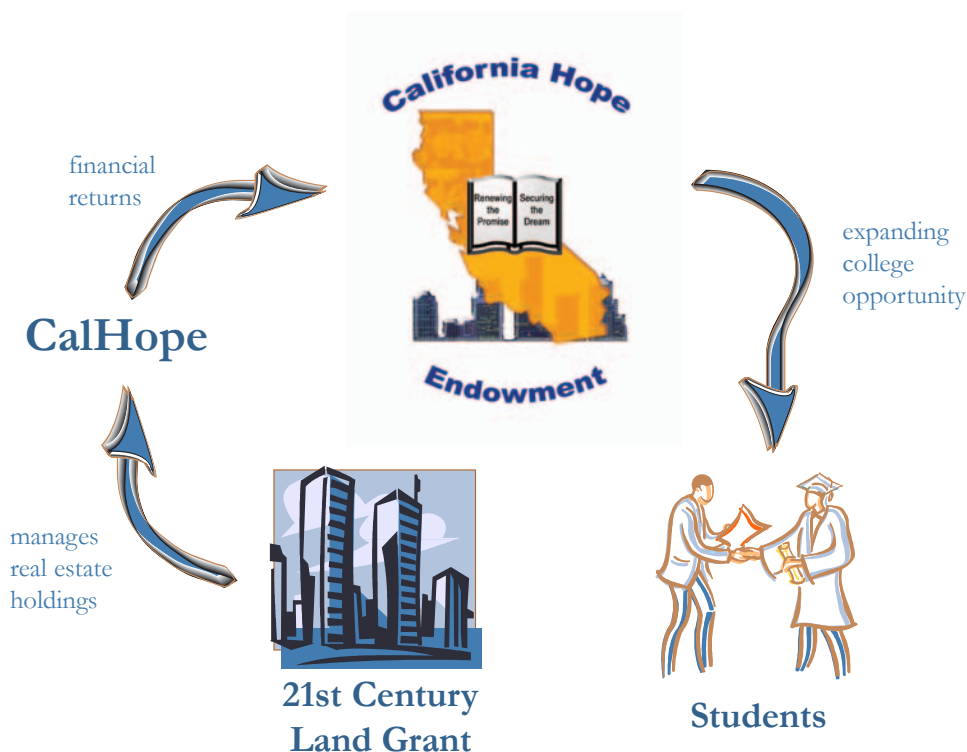 California Hope
Renewing
the
Promise
Securing
the
Dream
Endowment
financial
returns
expanding
college
opportunity
CalHope
manages
real estate
holdings
21st Century
Land Grant
Students